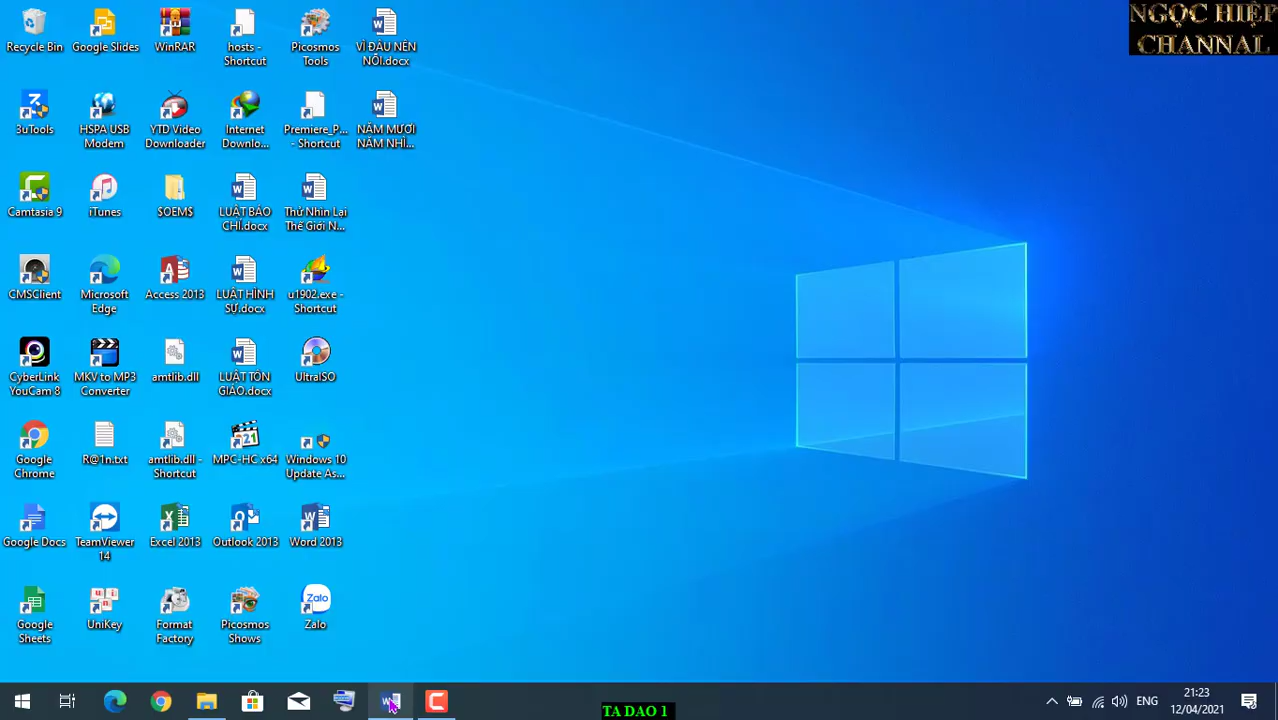 NGỌC HIỆP
CHANNAL
Recycle Bin
Google Slides
WinRAR
hosts -
Shortcut
Picosmos
Tools
VÌ ĐÂU NÊN
NỖI.docx
3uTools
HSPA USB
Modem
YTD Video
Downloader
Internet
Downlo...
Premiere_P...
- Shortcut
NĂM MƯƠI
NĂM NHÌ...
Camtasia 9
iTunes
$OEM$
LUẬT BÁO
CHÍ.docx
Thử Nhìn Lại
Thế Giới N...
CMSClient
Microsoft
Edge
Access 2013
LUẬT HÌNH
SỰ.docx
u1902.exe -
Shortcut
CyberLink
YouCam 8
MKV to MP3
Converter
amtlib.dll
LUẬT TÔN
GIÁO.docx
UltraISO
Google
Chrome
R@1n.txt
amtlib.dll -
Shortcut
MPC-HC x64
Windows 10
Update As...
Google Docs
TeamViewer
14
Excel 2013
Outlook 2013
Word 2013
Google
Sheets
UniKey
Format
Factory
Picosmos
Shows
Zalo
Zalo
ENG
21:23
12/04/2021
TA DAO 1